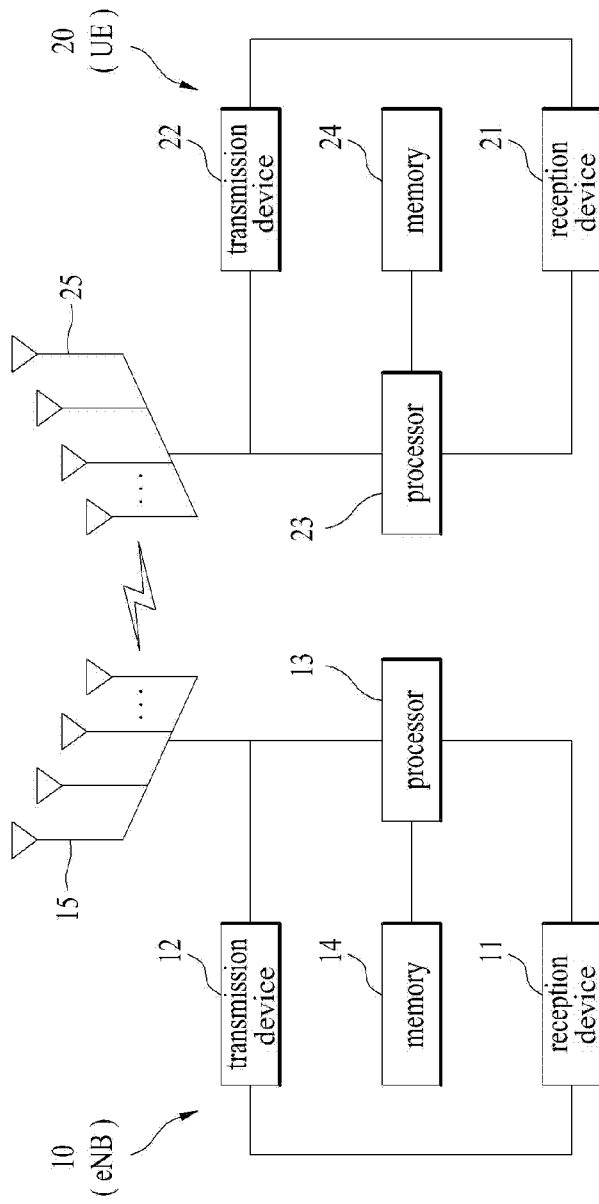 10
( eNB )
15
12
transmission
device
14
memory
11
reception
device
13
processor
. . .
. . .
25
23
processor
22
transmission
device
24
memory
21
reception
device
20
( UE )